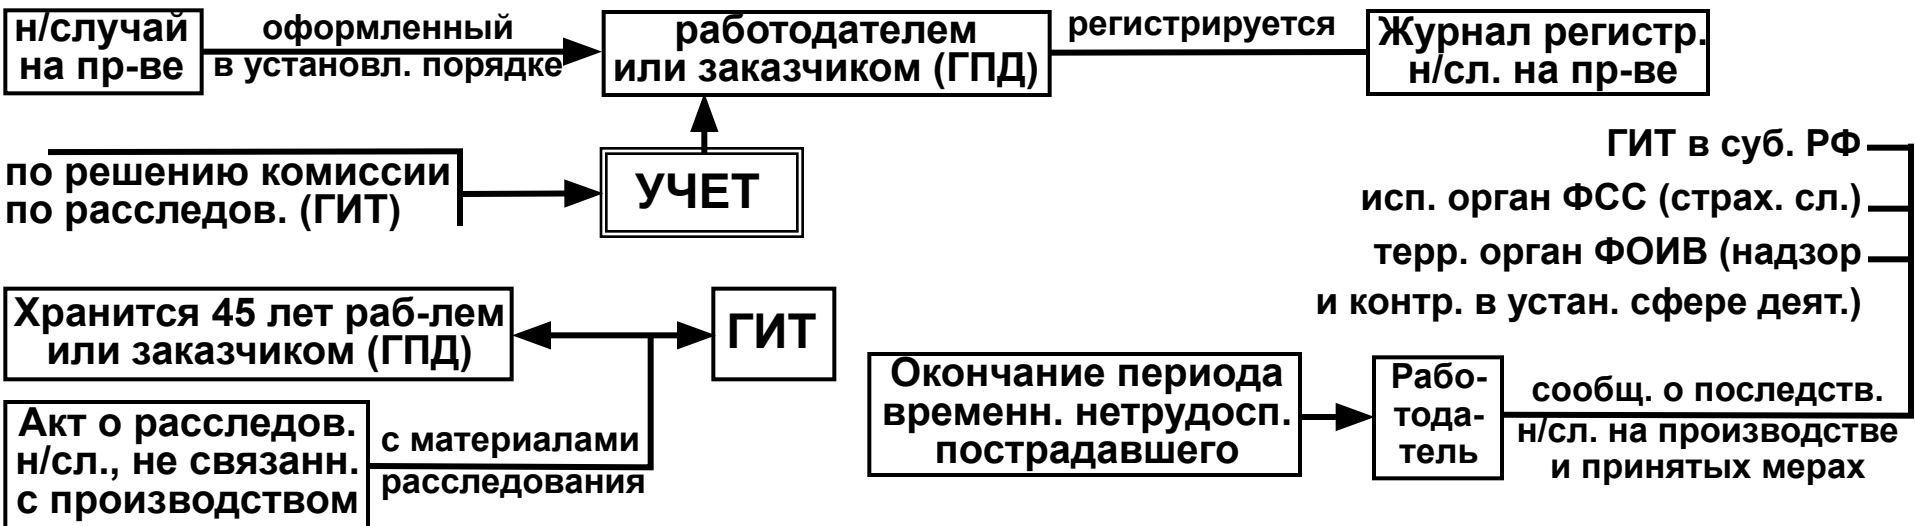 н/случай
на пр-ве
оформленный
в установл. порядке
работодателем
или заказчиком (ГПД)
регистрируется
Журнал регистр.
н/сл. на пр-ве
по решению комиссии
по расследов. (ГИТ)
УЧЕТ
ГИТ в суб. РФ
исп. орган ФСС (страх. сл.)
терр. орган ФОИВ (надзор
и контр. в устан. сфере деят.)
Хранится 45 лет раб-лем
или заказчиком (ГПД)
ГИТ
Акт о расследов.
н/сл., не связанн.
с производством
с материалами
расследования
Окончание периода
временн. нетрудосп.
пострадавшего
Рабо-
тода-
тель
сообщ. о последств.
н/сл. на производстве
и принятых мерах